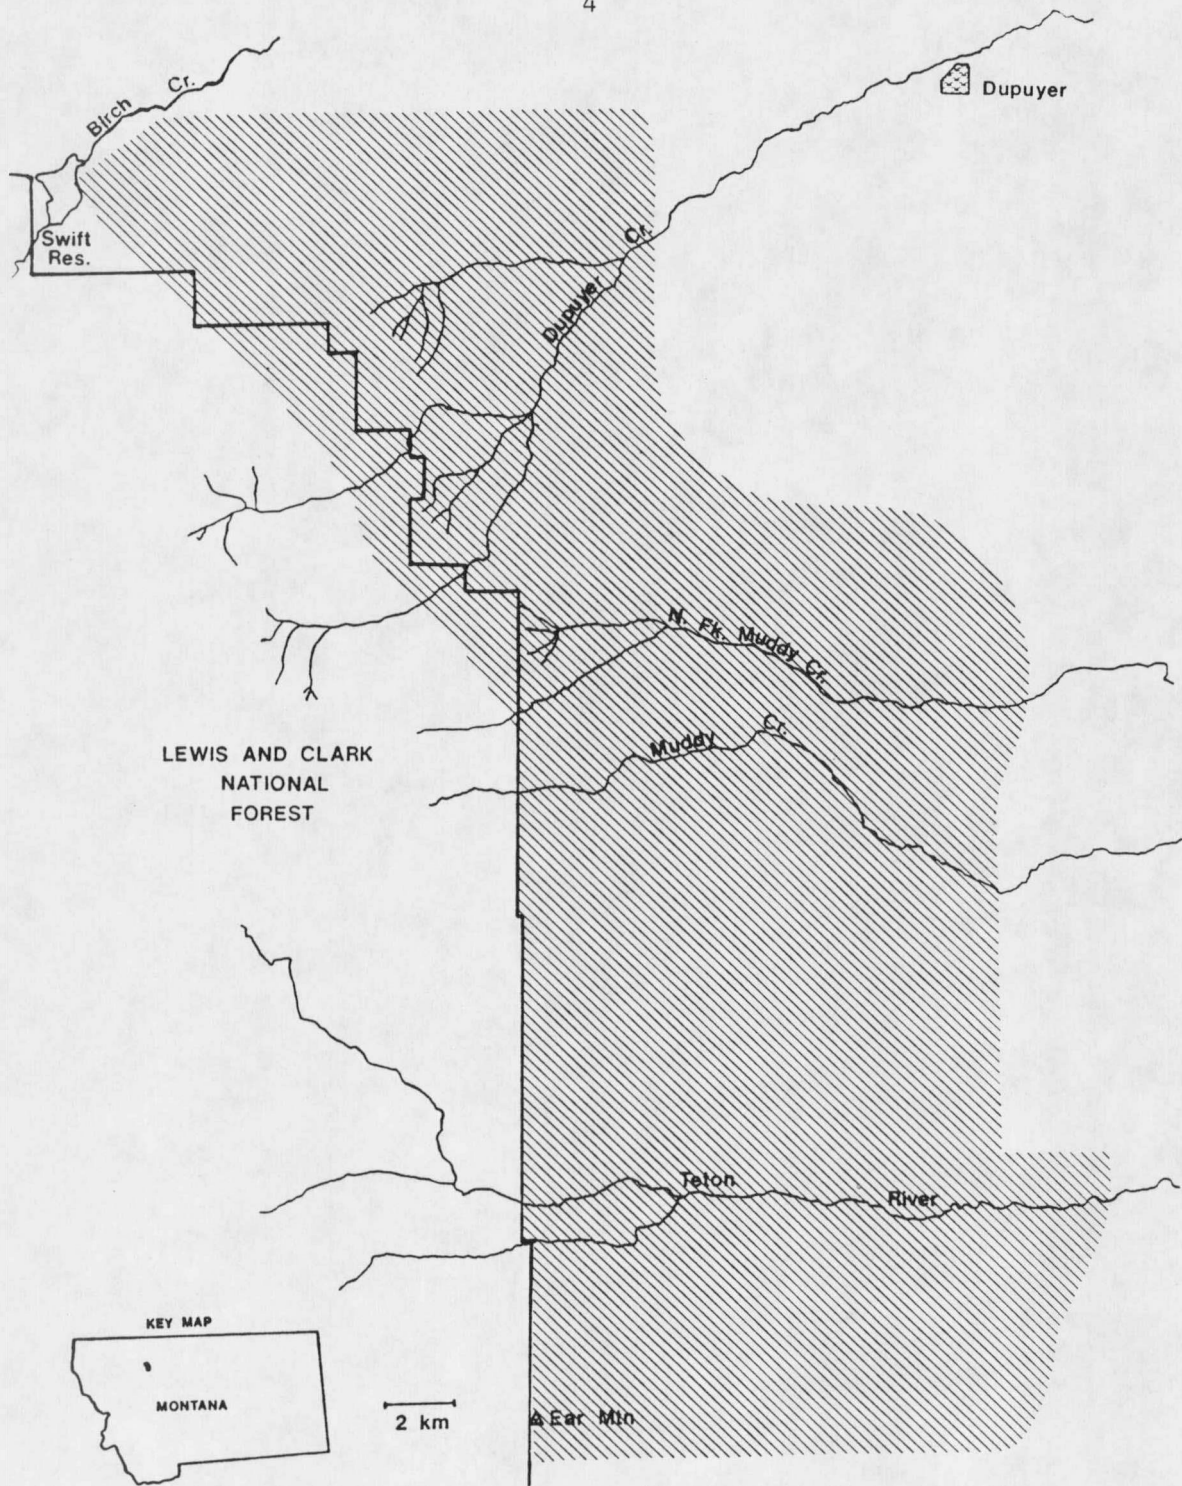 4
Birch Cr.
Dupuyer
Swift
Res.
Dupuyer Cr.
N. Fk. Muddy Cr.
Muddy Cr.
LEWIS AND CLARK
NATIONAL
FOREST
Teton River
KEY MAP
MONTANA
2 km
Ear Mtn